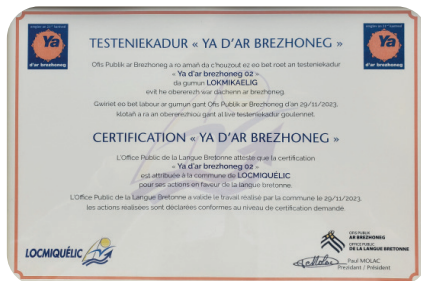 Ya
d'ar brezhoneg
Ya
d'ar brezhoneg
TESTENIEKADUR « YA D'AR BREZHONEG »
Ofis Publik ar Brezhoneg a ro amañ da c'houzout ez eo bet roet an testeniekadur
« Ya d'ar brezhoneg 02 »
da gumun LOKMIKAELIG
evit he obererezh war dachenn ar brezhoneg.
Gwiriet eo bet labour ar gumun gant Ofis Publik ar Brezhoneg d'an 29/11/2023,
klotañ a ra an obererezhioù gant al live testeniekadur goulennet.
CERTIFICATION « YA D'AR BREZHONEG »
L'Office Public de la Langue Bretonne atteste que la certification
« Ya d'ar brezhoneg 02 »
est attribuée à la commune de LOCMIQUÉLIC
pour ses actions en faveur de la langue bretonne.
L'Office Public de la Langue Bretonne a validé le travail réalisé par la commune le 29/11/2023,
les actions réalisées sont déclarées conformes au niveau de certification demandé.
LOCMIQUÉLIC
OFIS PUBLIK
AR BREZHONEG
OFFICE PUBLIC
DE LA LANGUE BRETONNE
Paul MOLAC
Prezidant / Président